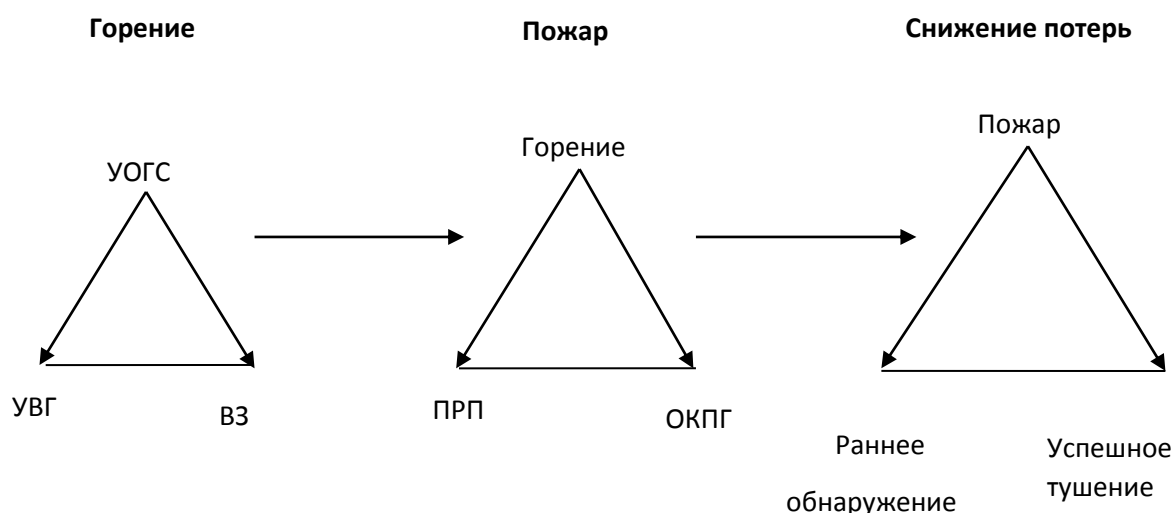 Горение
Пожар
Снижение потерь
УОГС
Горение
Пожар
УВГ
ВЗ
ПРП
ОКПГ
Раннее
обнаружение
Успешное
тушение